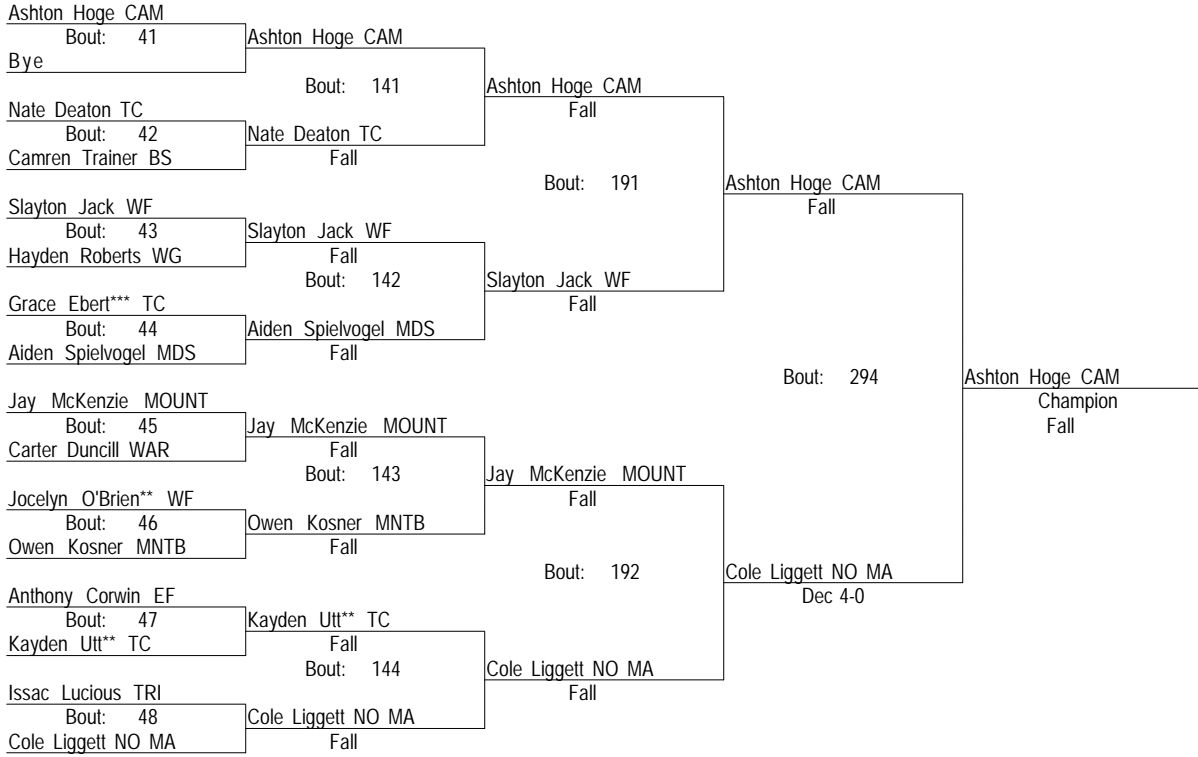 Ashton Hoge CAM
Bout: 41
Bye
Ashton Hoge CAM
Bout: 141
Nate Deaton TC
Bout: 42
Camren Trainer BS
Nate Deaton TC
Fall
Ashton Hoge CAM
Fall
Bout: 191
Slayton Jack WF
Bout: 43
Hayden Roberts WG
Slayton Jack WF
Fall
Bout: 142
Grace Ebert*** TC
Bout: 44
Aiden Spielvogel MDS
Aiden Spielvogel MDS
Fall
Slayton Jack WF
Fall
Ashton Hoge CAM
Fall
Bout: 294
Jay McKenzie MOUNT
Bout: 45
Carter Duncill WAR
Jay McKenzie MOUNT
Fall
Bout: 143
Jocelyn O'Brien** WF
Bout: 46
Owen Kosner MNTB
Owen Kosner MNTB
Fall
Jay McKenzie MOUNT
Fall
Bout: 192
Anthony Corwin EF
Bout: 47
Kayden Utt** TC
Kayden Utt** TC
Fall
Bout: 144
Issac Lucious TRI
Bout: 48
Cole Liggett NO MA
Cole Liggett NO MA
Fall
Cole Liggett NO MA
Fall
Cole Liggett NO MA
Dec 4-0
Ashton Hoge CAM
Champion
Fall